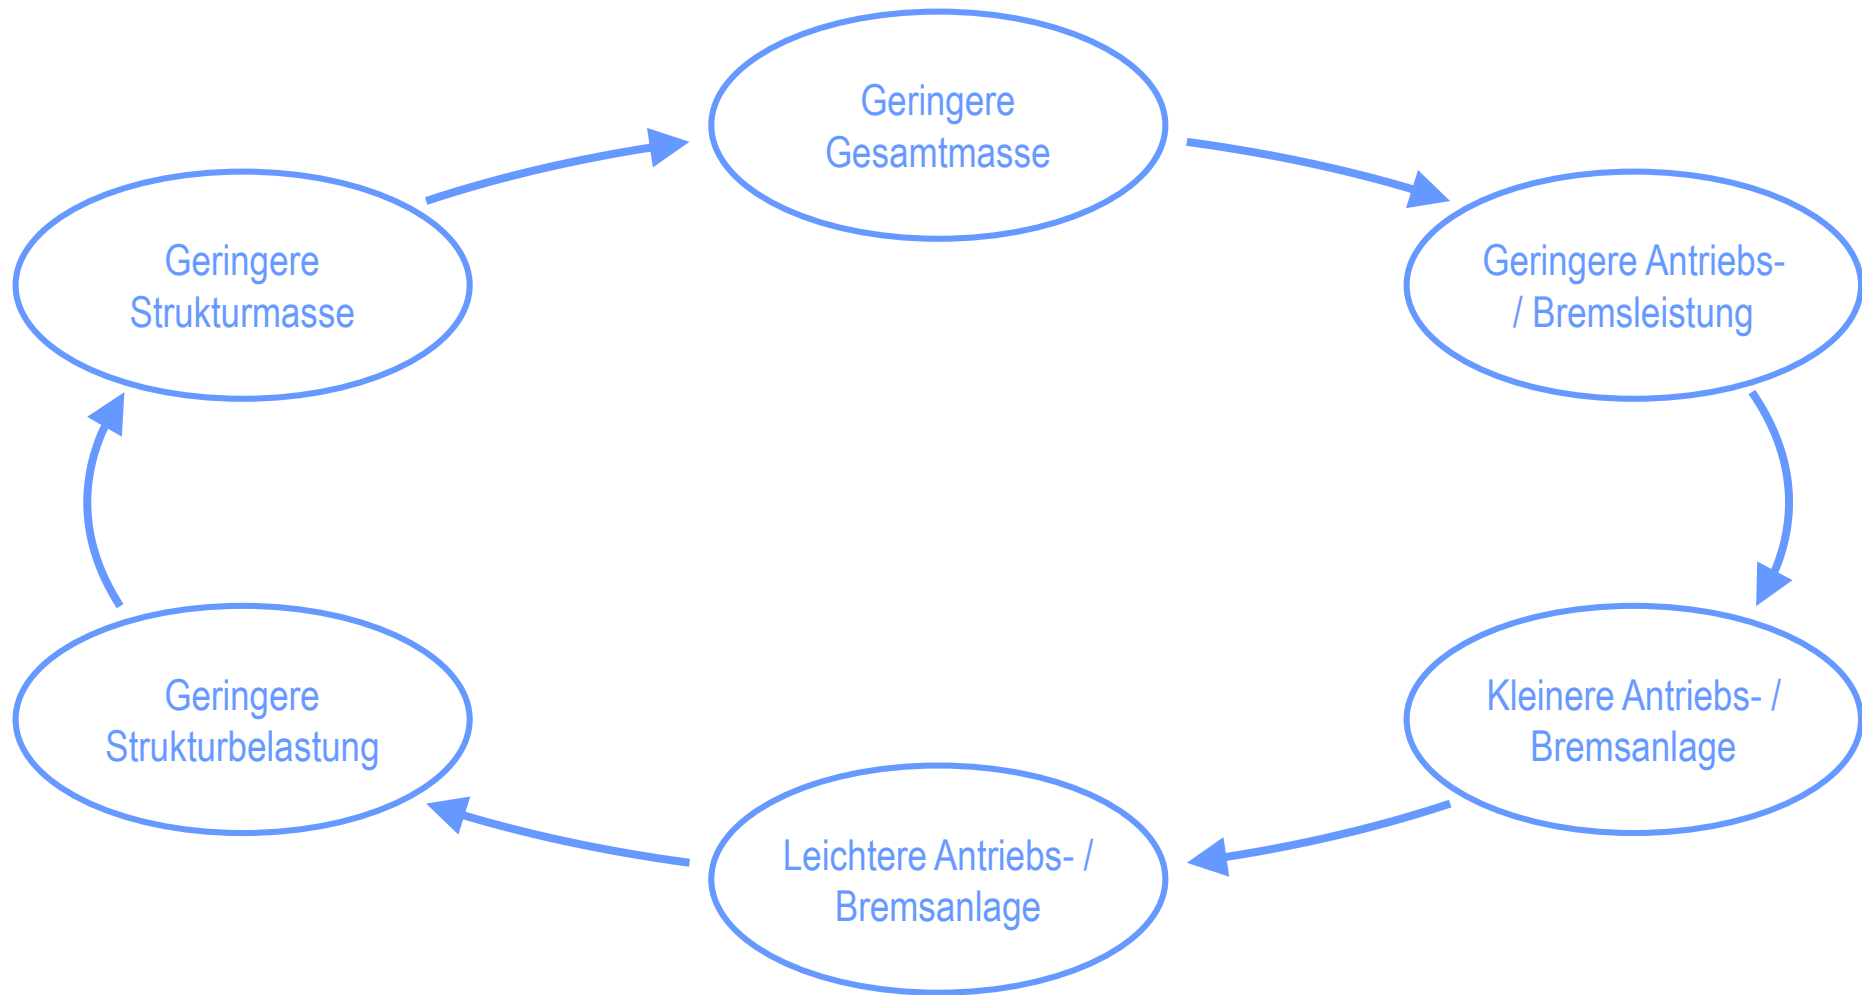 Geringere
Gesamtmasse
Geringere Antriebs-
/ Bremsleistung
Kleinere Antriebs- /
Bremsanlage
Leichtere Antriebs- /
Bremsanlage
Geringere
Strukturbelastung
Geringere
Strukturmasse